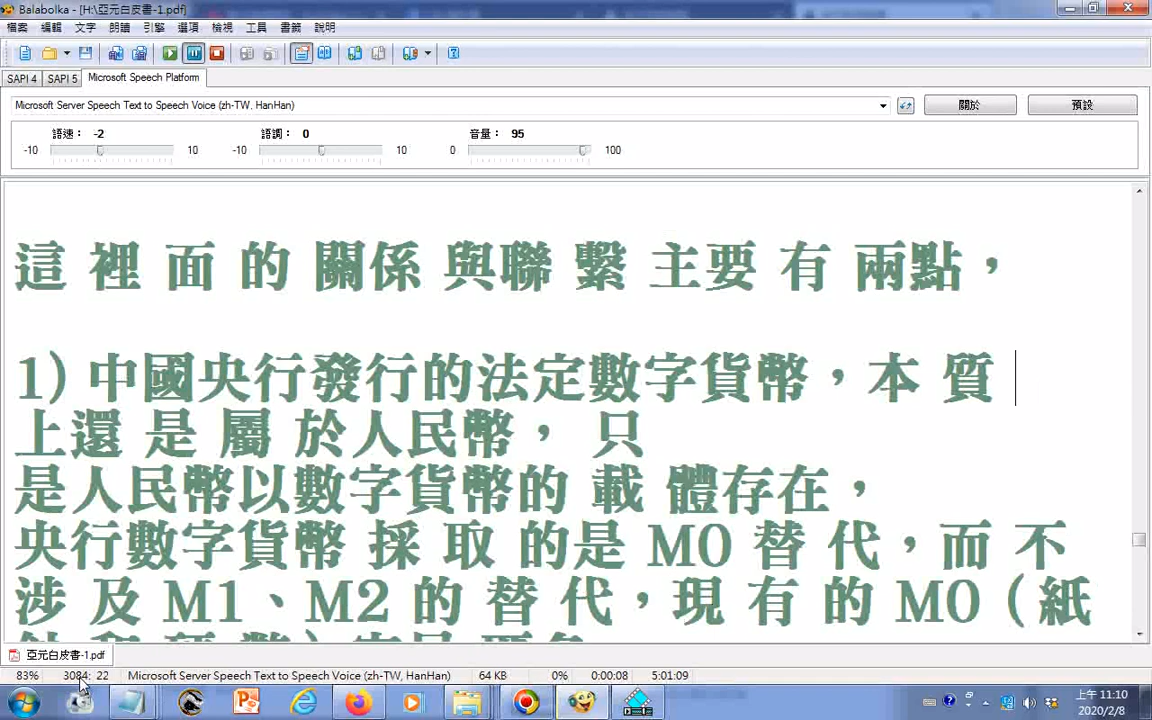 Balabolka - [H:\亞元白皮書-1.pdf]
檔案 編輯 文字 朗讀 引擎 選項 檢視 工具 書籤 說明
SAPI 4 SAPI 5 Microsoft Speech Platform
Microsoft Server Speech Text to Speech Voice (zh-TW, HanHan) 關於 預設
語速： -2 語調： 0 音量： 95
-10 10 -10 10 0 100
這 裡 面 的 關係 與聯 繫 主要 有 兩點，
1) 中國央行發行的法定數字貨幣，本 質
上還 是 屬 於人民幣， 只
是人民幣以數字貨幣的 載 體存在，
央行數字貨幣 採 取 的是 M0 替 代，而 不
涉 及 M1、M2 的 替 代，現 有 的 M0（紙
亞元白皮書-1.pdf
83% 3084: 22 Microsoft Server Speech Text to Speech Voice (zh-TW, HanHan) 64 KB 0% 0:00:08 5:01:09
上午 11:10
2020/2/8